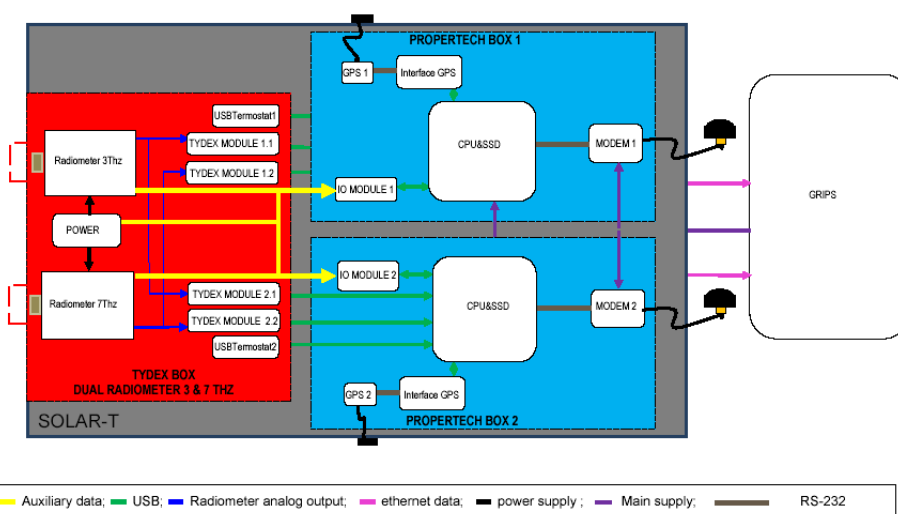 PROPERTECH BOX 1
GPS 1
Interface GPS
USBTermostat1
TYDEX MODULE 1.1
CPU&SSD
MODEM 1
Radiometer 3Thz
TYDEX MODULE 1.2
IO MODULE 1
GRIPS
POWER
IO MODULE 2
Radiometer 7Thz
TYDEX MODULE 2.1
CPU&SSD
MODEM 2
TYDEX MODULE 2.2
USBTermostat2
TYDEX BOX
DUAL RADIOMETER 3 & 7 THZ
GPS 2
Interface GPS
SOLAR-T
PROPERTECH BOX 2
Auxiliary data; USB; Radiometer analog output; ethernet data; power supply ; Main supply; RS-232